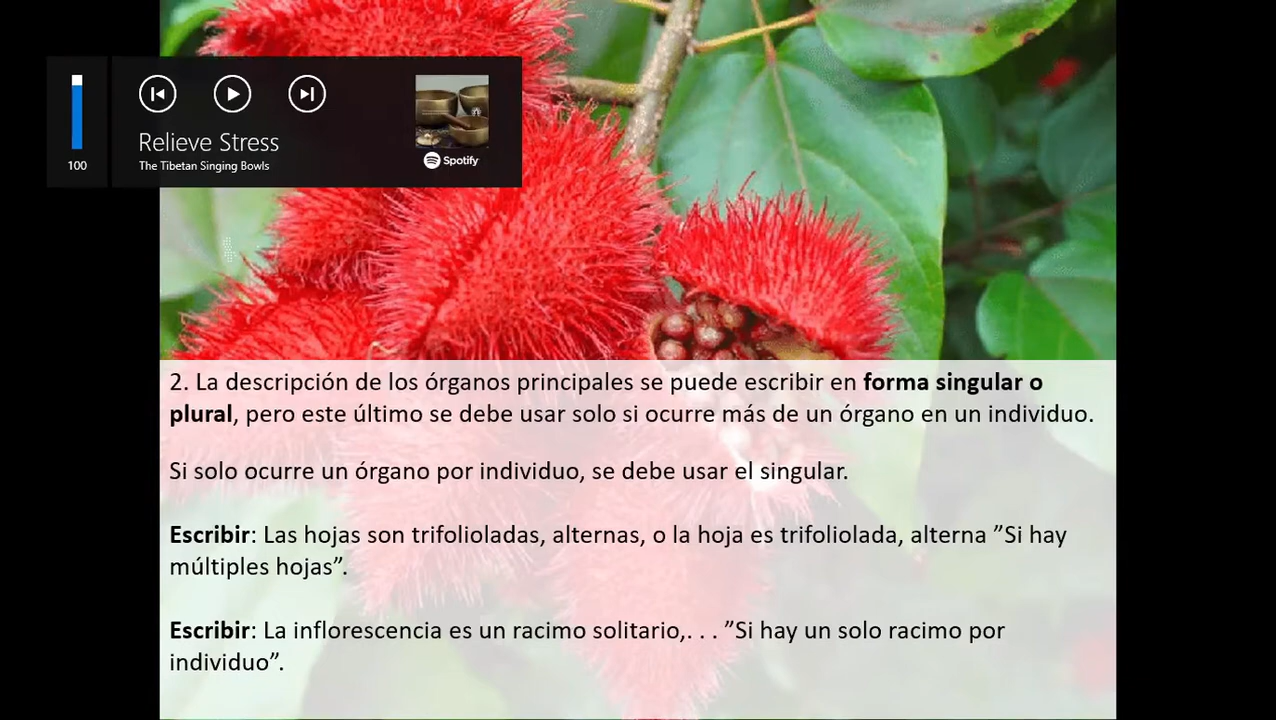 100
Relieve Stress
The Tibetan Singing Bowls
Spotify
2. La descripción de los órganos principales se puede escribir en forma singular o
plural, pero este último se debe usar solo si ocurre más de un órgano en un individuo.
Si solo ocurre un órgano por individuo, se debe usar el singular.
Escribir: Las hojas son trifolioladas, alternas, o la hoja es trifoliolada, alterna ”Si hay
múltiples hojas”.
Escribir: La inflorescencia es un racimo solitario,. . . ”Si hay un solo racimo por
individuo”.